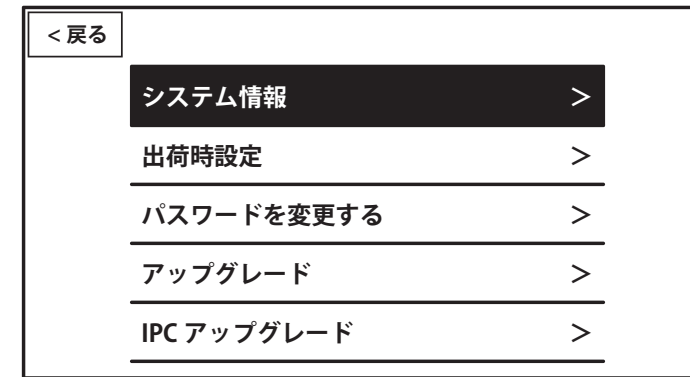 < 戻る
システム情報 >
出荷時設定 >
パスワードを変更する >
アップグレード >
IPC アップグレード >